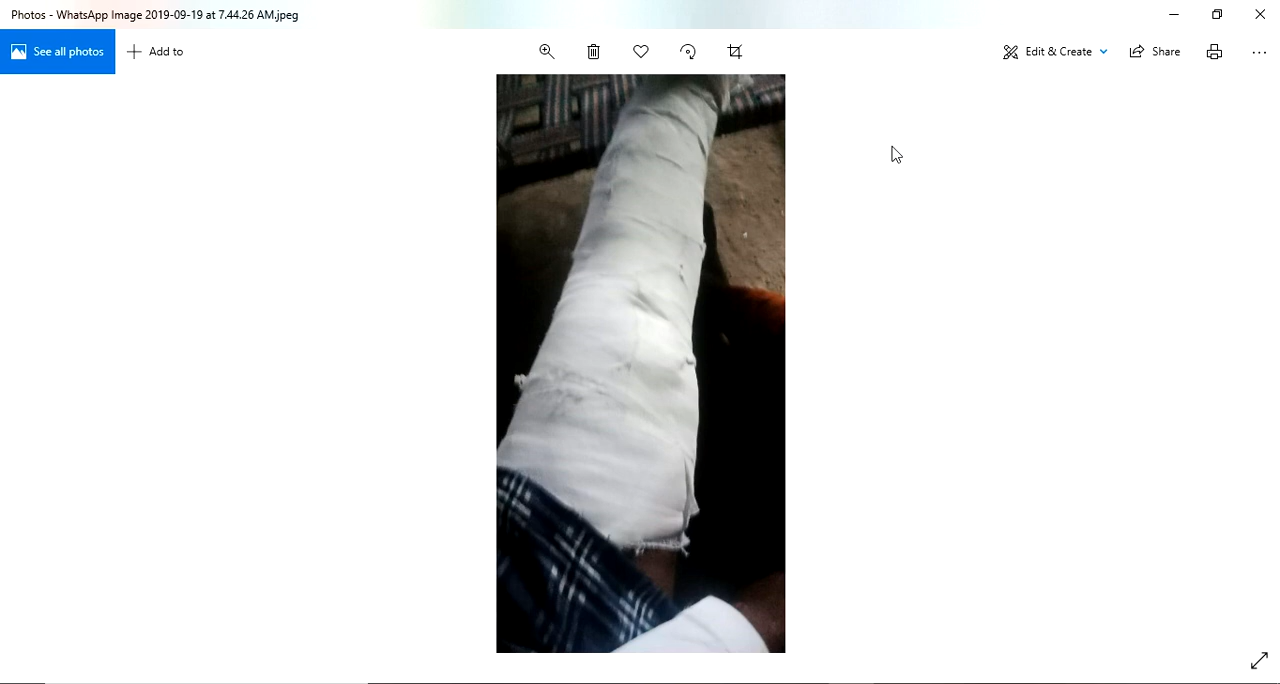 Photos - WhatsApp Image 2019-09-19 at 7.44.26 AM.jpeg
See all photos
Add to
Edit & Create
Share